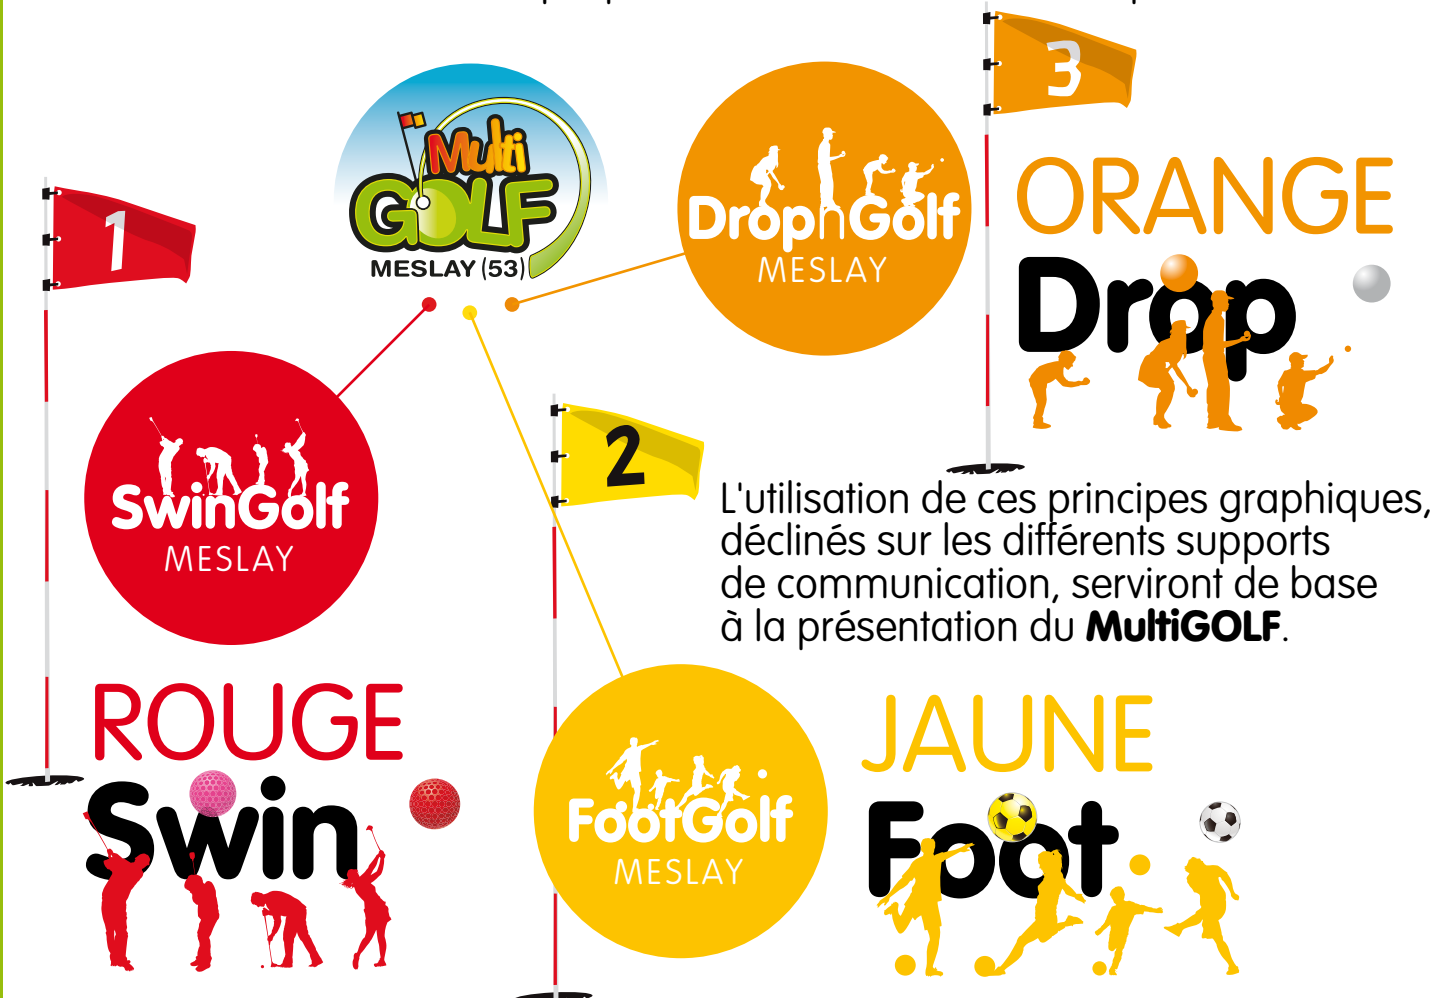 3
Multi
GOLF
MESLAY (53)
DropnGolf
MESLAY
ORANGE
Drop
1
SwinGolf
MESLAY
2
L'utilisation de ces principes graphiques,
déclinés sur les différents supports
de communication, serviront de base
à la présentation du MultiGOLF.
ROUGE
Swin
FootGolf
MESLAY
JAUNE
Foot